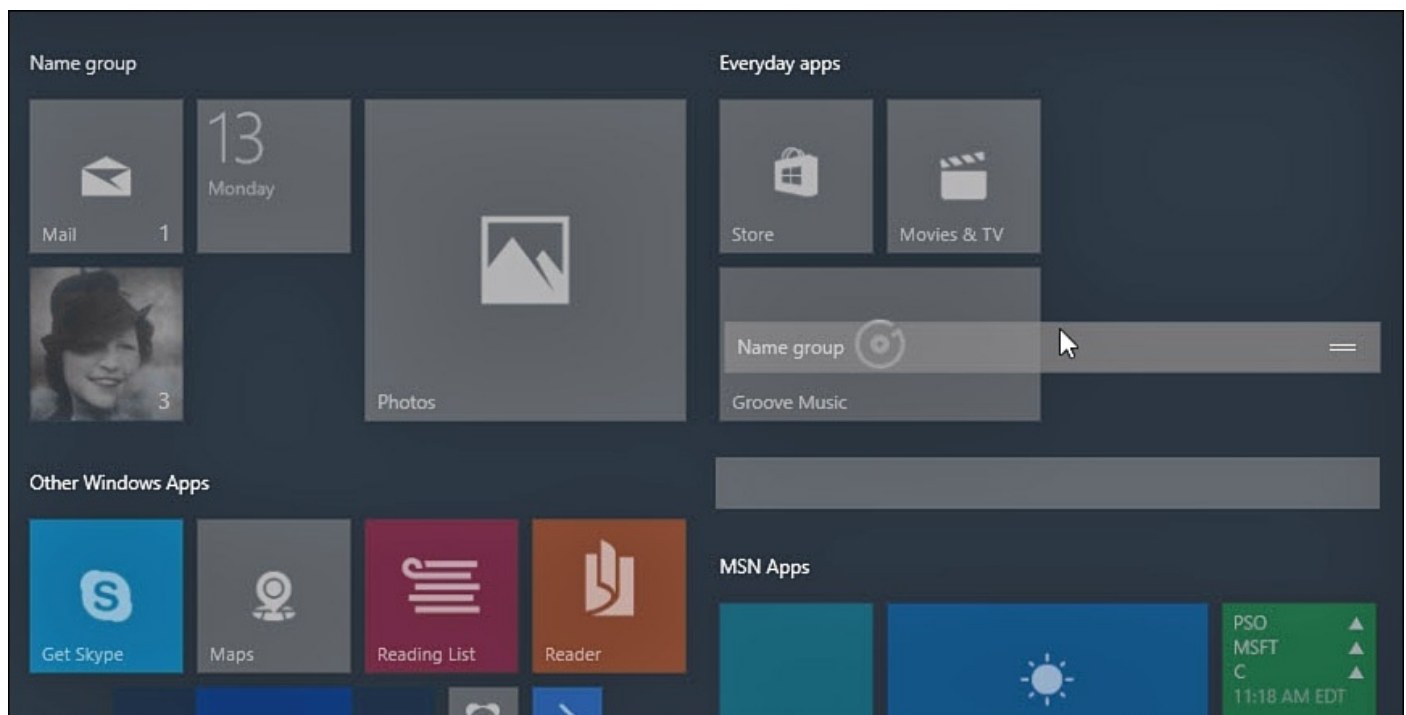 Name group
13
Monday
Mail 1
3
Photos
Everyday apps
Store
Movies & TV
Name group
Groove Music
Other Windows Apps
Get Skype
Maps
Reading List
Reader
MSN Apps
PSO ▲
MSFT ▲
C ▲
11:18 AM EDT